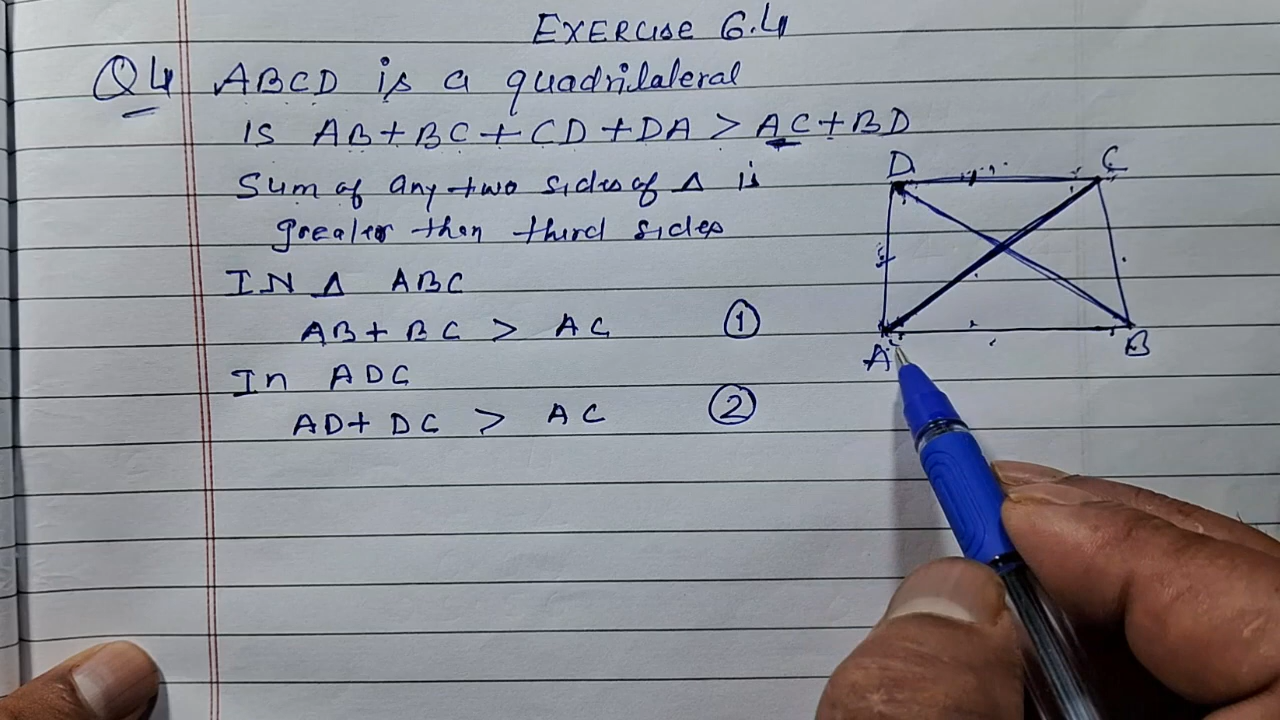 EXERCISE 6.4
Q4 ABCD is a quadrilateral
IS AB+BC+CD+DA > AC+BD
Sum of any two sides of Δ is
greater than third sides
IN Δ ABC
AB+BC > AC ①
In ADC
AD+DC > AC ②
D C
A B